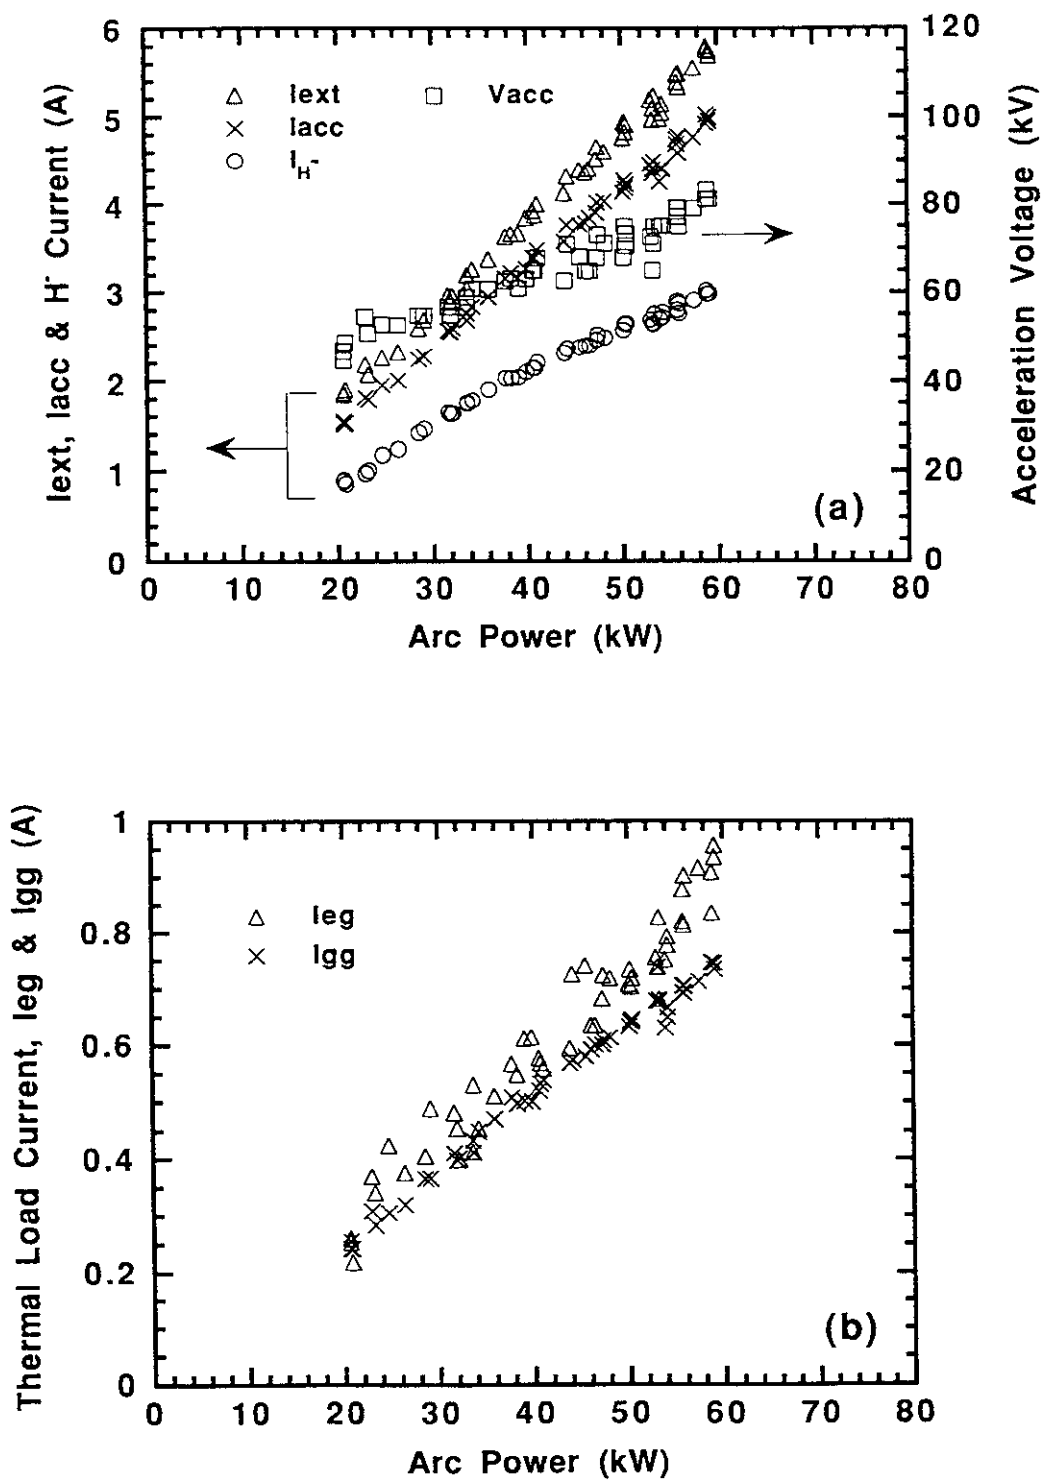 6
5
4
3
2
1
0
120
100
80
60
40
20
0
Iext, Iacc & H⁻ Current (A)
Acceleration Voltage (kV)
Iext Vacc
Iacc
I_H⁻
(a)
0 10 20 30 40 50 60 70 80
Arc Power (kW)
Thermal Load Current, Ieg & Igg (A)
1
0.8
0.6
0.4
0.2
0
Ieg
Igg
(b)
0 10 20 30 40 50 60 70 80
Arc Power (kW)